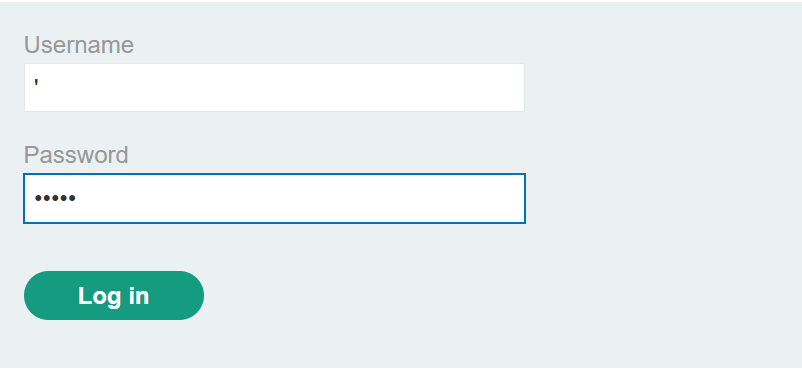 Username
'
Password
•••••
Log in